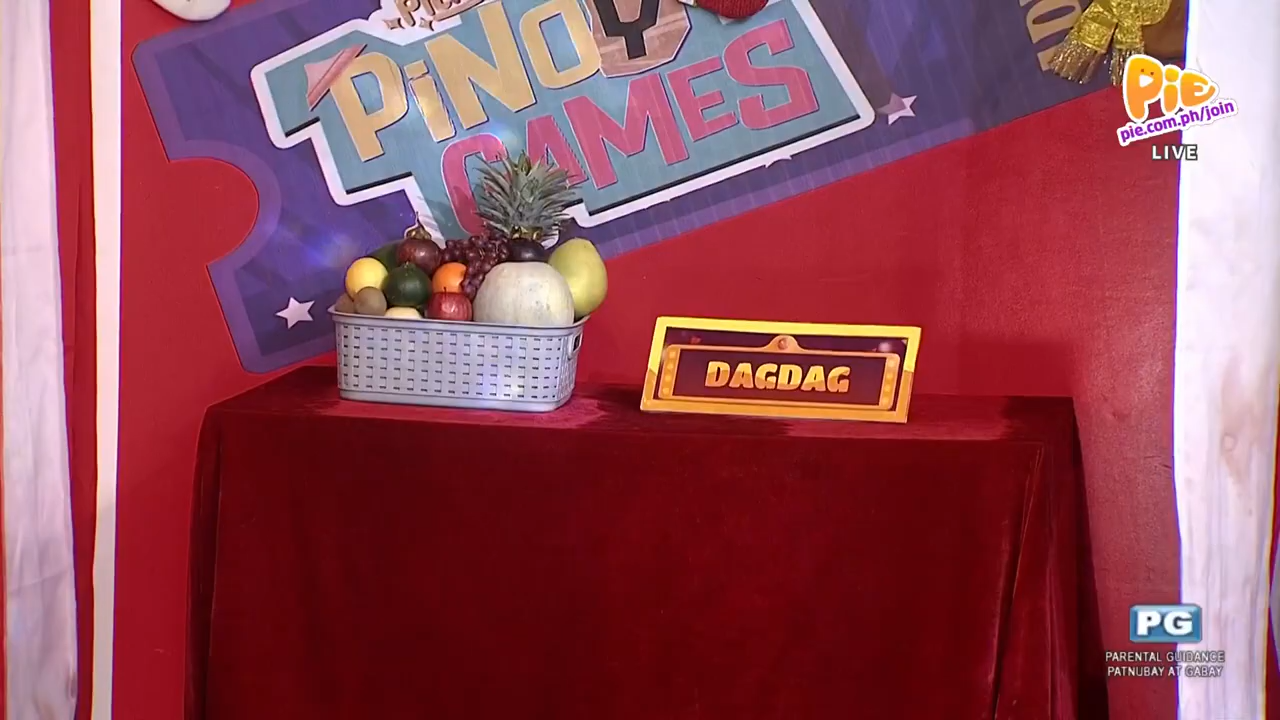 PiNOY
GAMES
PiE
pie.com.ph/join
LIVE
DAGDAG
PG
PARENTAL GUIDANCE
PATNUBAY AT GABAY